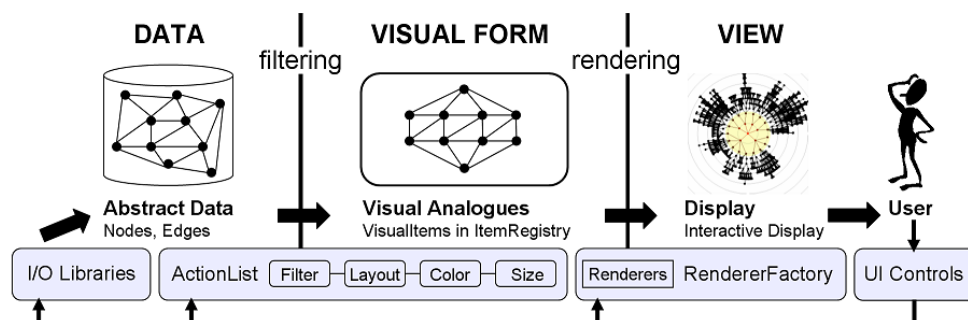 DATA
VISUAL FORM
VIEW
filtering
rendering
Abstract Data
Nodes, Edges
Visual Analogues
VisualItems in ItemRegistry
Display
Interactive Display
User
I/O Libraries
ActionList
Filter
Layout
Color
Size
Renderers
RendererFactory
UI Controls